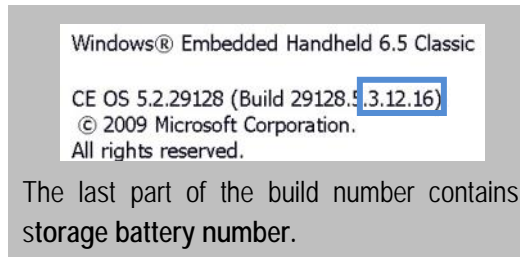 Windows® Embedded Handheld 6.5 Classic
CE OS 5.2.29128 (Build 29128.5.3.12.16)
© 2009 Microsoft Corporation.
All rights reserved.
The last part of the build number contains
storage battery number.